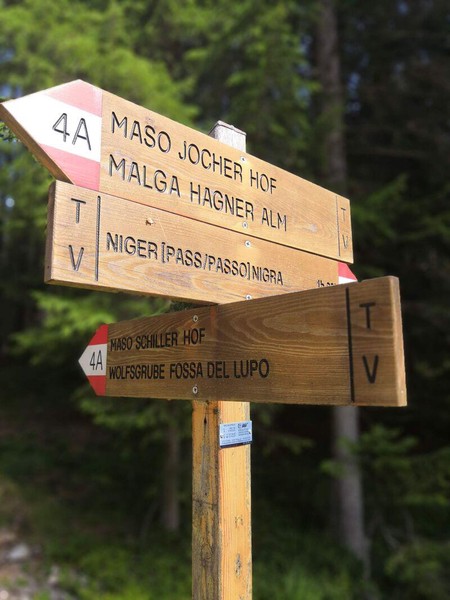 4A
MASO JOCHER HOF
MALGA HAGNER ALM
T
V
T
V
NIGER [PASS/PASSO] NIGRA
4A
MASO SCHILLER HOF
WOLFSGRUBE FOSSA DEL LUPO
T
V